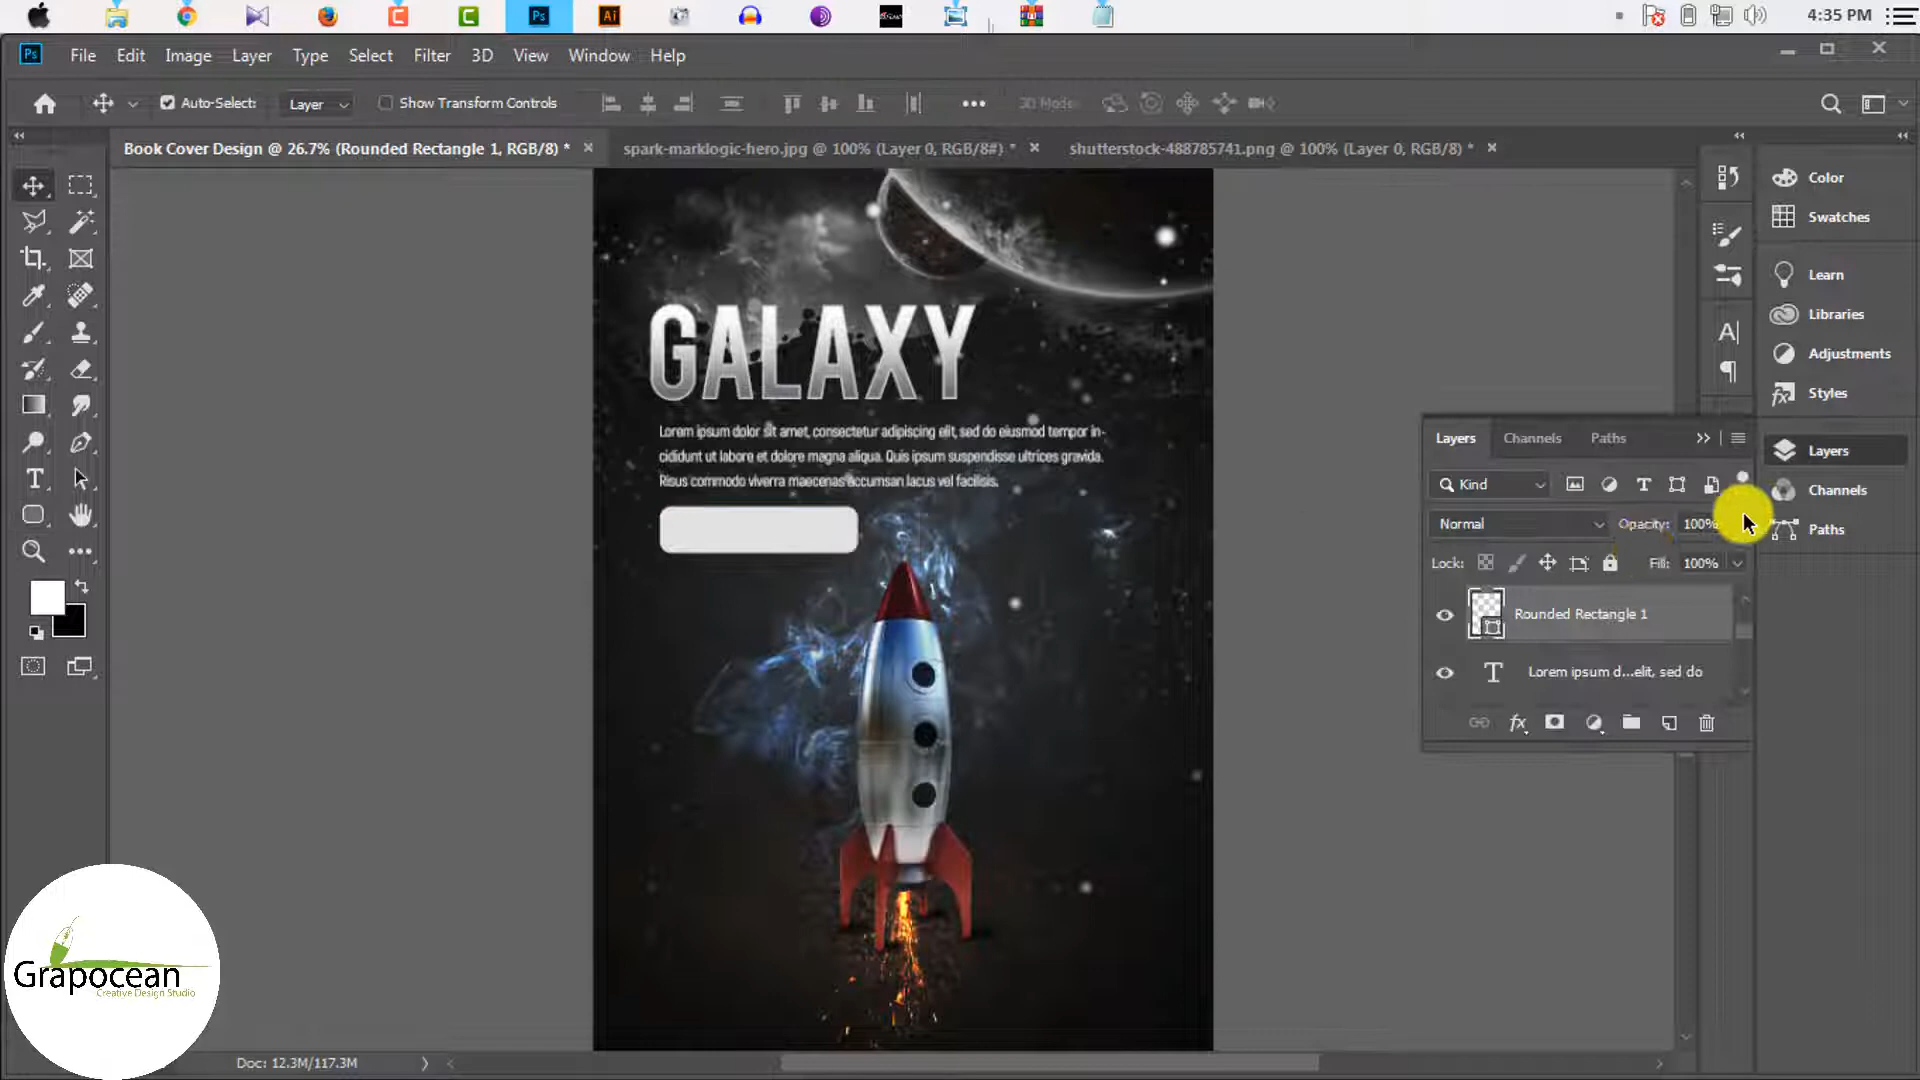 4:35 PM
Ps
File Edit Image Layer Type Select Filter 3D View Window Help
Auto-Select: Layer Show Transform Controls 3D Mode:
Book Cover Design @ 26.7% (Rounded Rectangle 1, RGB/8) * spark-marklogic-hero.jpg @ 100% (Layer 0, RGB/8#) * shutterstock-488785741.png @ 100% (Layer 0, RGB/8) *
Color
Swatches
Learn
Libraries
Adjustments
Styles
Layers
Channels
Paths
Layers Channels Paths
Kind
Normal Opacity: 100%
Lock: Fill: 100%
Rounded Rectangle 1
Lorem ipsum d...elit, sed do
GALAXY
Lorem ipsum dolor sit amet, consectetur adipiscing elit, sed do eiusmod tempor in-
cididunt ut labore et dolore magna aliqua. Quis ipsum suspendisse ultrices gravida.
Risus commodo viverra maecenas accumsan lacus vel facilisis.
Grapocean
Creative Design Studio
Doc: 12.3M/117.3M